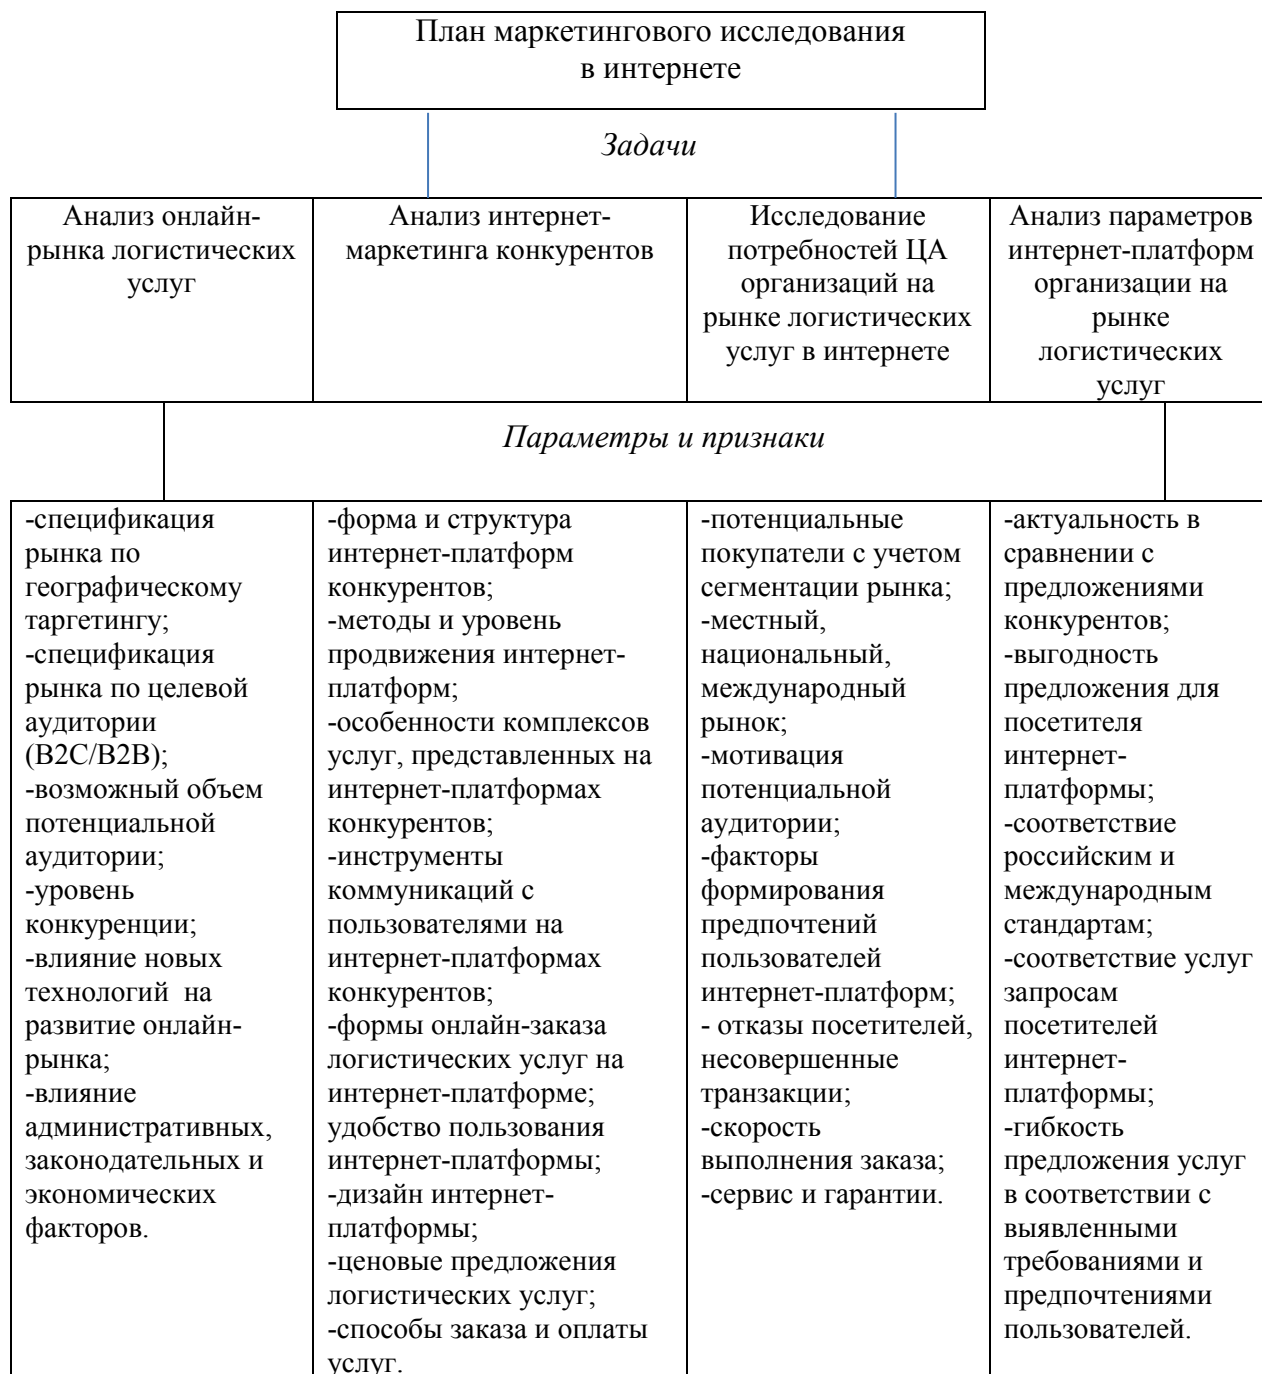 План маркетингового исследования
в интернете
Задачи
Анализ онлайн-
рынка логистических
услуг
Анализ интернет-
маркетинга конкурентов
Исследование
потребностей ЦА
организаций на
рынке логистических
услуг в интернете
Анализ параметров
интернет-платформ
организации на
рынке
логистических
услуг
Параметры и признаки
-спецификация
рынка по
географическому
таргетингу;
-спецификация
рынка по целевой
аудитории
(B2C/B2B);
-возможный объем
потенциальной
аудитории;
-уровень
конкуренции;
-влияние новых
технологий на
развитие онлайн-
рынка;
-влияние
административных,
законодательных и
экономических
факторов.
-форма и структура
интернет-платформ
конкурентов;
-методы и уровень
продвижения интернет-
платформ;
-особенности комплексов
услуг, представленных на
интернет-платформах
конкурентов;
-инструменты
коммуникаций с
пользователями на
интернет-платформах
конкурентов;
-формы онлайн-заказа
логистических услуг на
интернет-платформе;
удобство пользования
интернет-платформы;
-дизайн интернет-
платформы;
-ценовые предложения
логистических услуг;
-способы заказа и оплаты
услуг.
-потенциальные
покупатели с учетом
сегментации рынка;
-местный,
национальный,
международный
рынок;
-мотивация
потенциальной
аудитории;
-факторы
формирования
предпочтений
пользователей
интернет-платформ;
- отказы посетителей,
несовершенные
транзакции;
-скорость
выполнения заказа;
-сервис и гарантии.
-актуальность в
сравнении с
предложениями
конкурентов;
-выгодность
предложения для
посетителя
интернет-
платформы;
-соответствие
российским и
международным
стандартам;
-соответствие услуг
запросам
посетителей
интернет-
платформы;
-гибкость
предложения услуг
в соответствии с
выявленными
требованиями и
предпочтениями
пользователей.